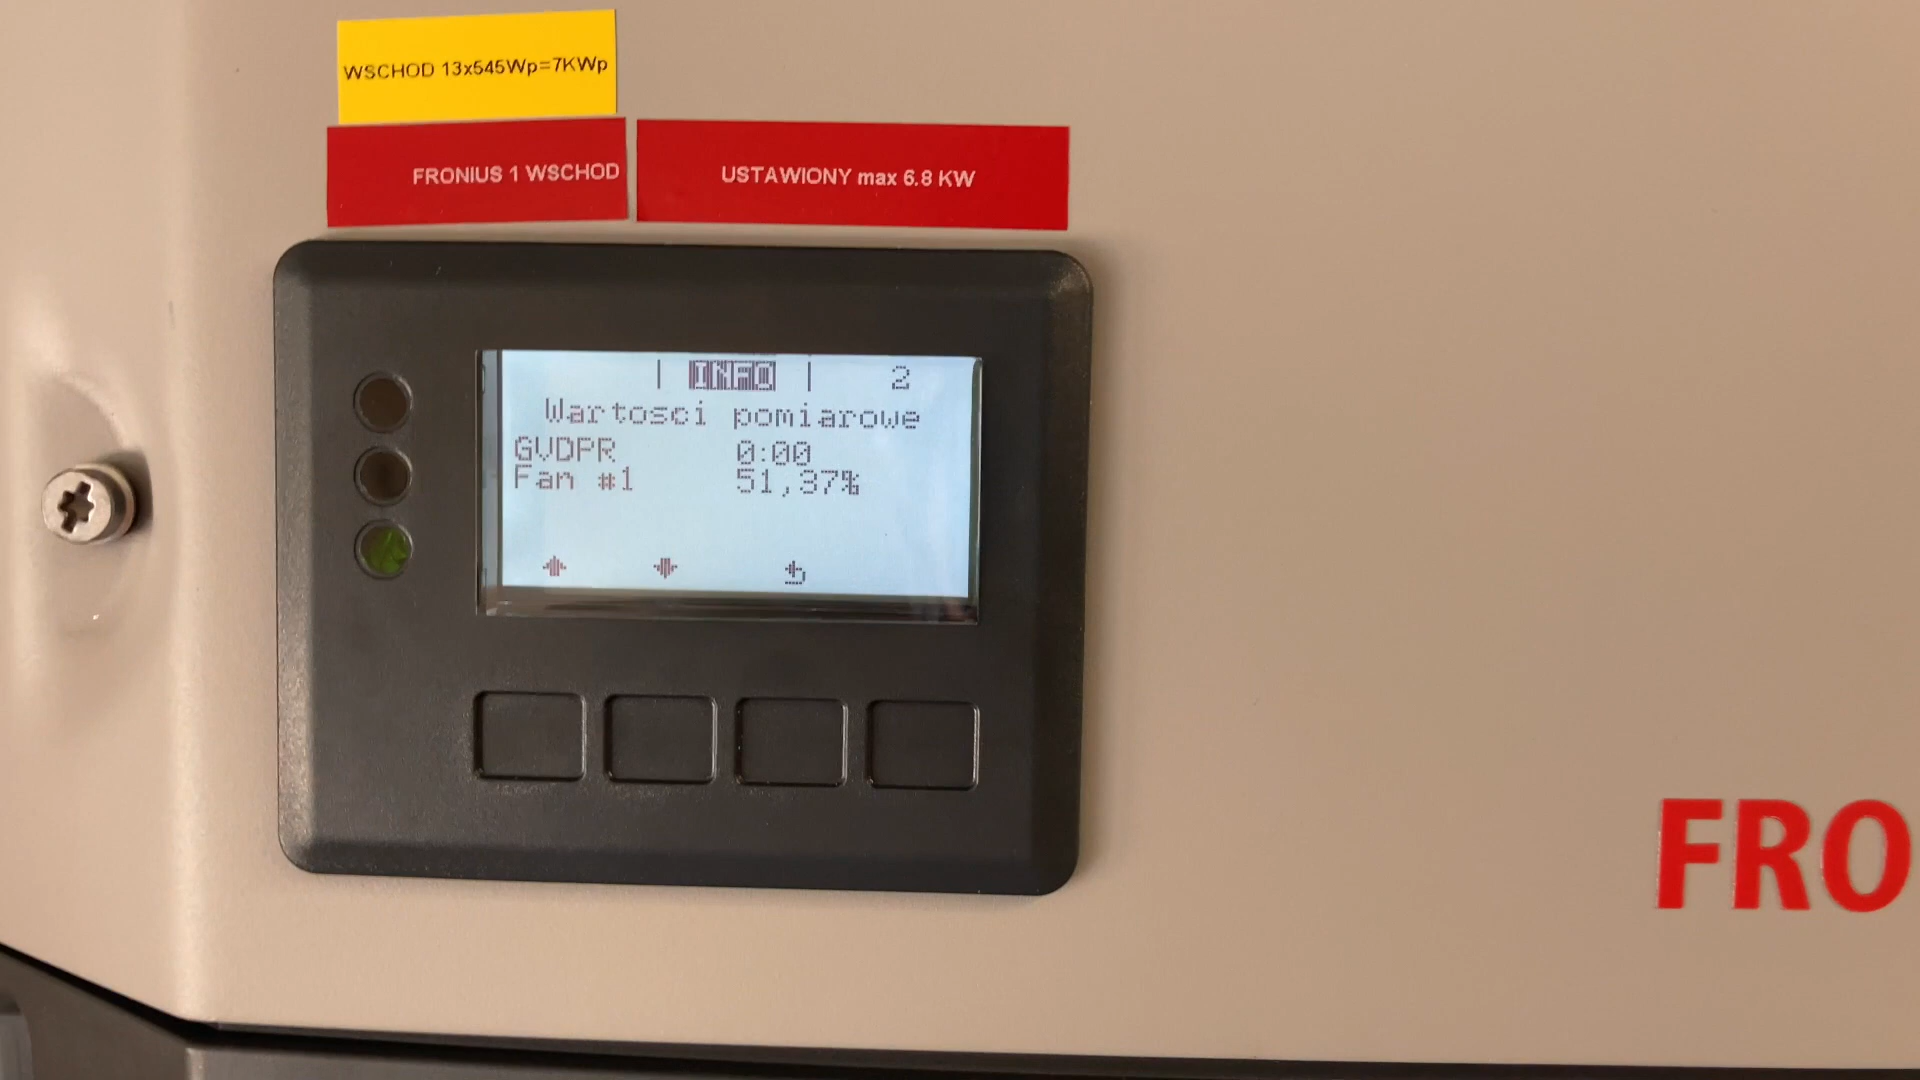 WSCHOD 13x545Wp=7KWp
FRONIUS 1 WSCHOD
USTAWIONY max 6.8 KW
| INFO | 2
Wartosci pomiarowe
GVDPR 0:00
Fan #1 51,37%
FRO